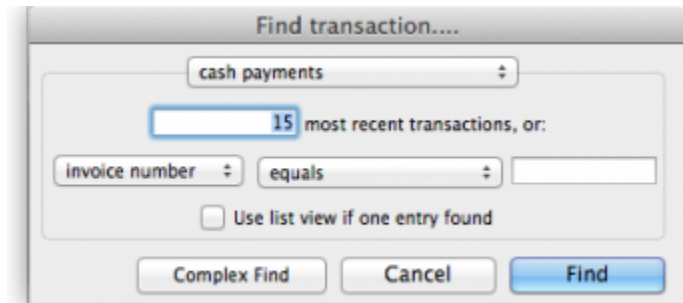 Find transaction....
cash payments
15 most recent transactions, or:
invoice number equals
Use list view if one entry found
Complex Find Cancel Find